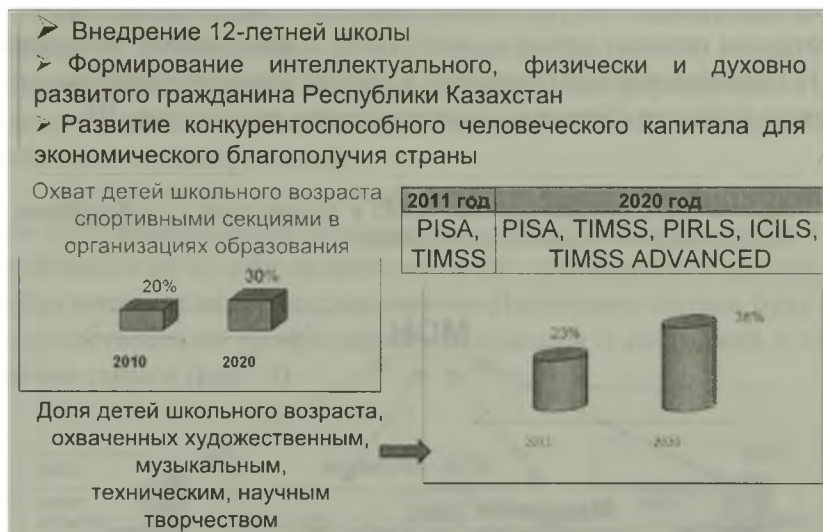 ➢ Внедрение 12-летней школы
➢ Формирование интеллектуального, физически и духовно
развитого гражданина Республики Казахстан
➢ Развитие конкурентоспособного человеческого капитала для
экономического благополучия страны
Охват детей школьного возраста
спортивными секциями в
организациях образования
20%
30%
2010
2020
2011 год
2020 год
PISA,
TIMSS
PISA, TIMSS, PIRLS, ICILS,
TIMSS ADVANCED
23%
2020
Доля детей школьного возраста,
охваченных художественным,
музыкальным,
техническим, научным
творчеством